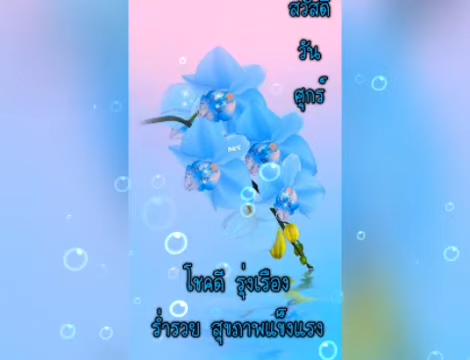 สวัสดี
วัน
ศุกร์
โชคดี รุ่งเรือง
ร่ำรวย สุขภาพแข็งแรง